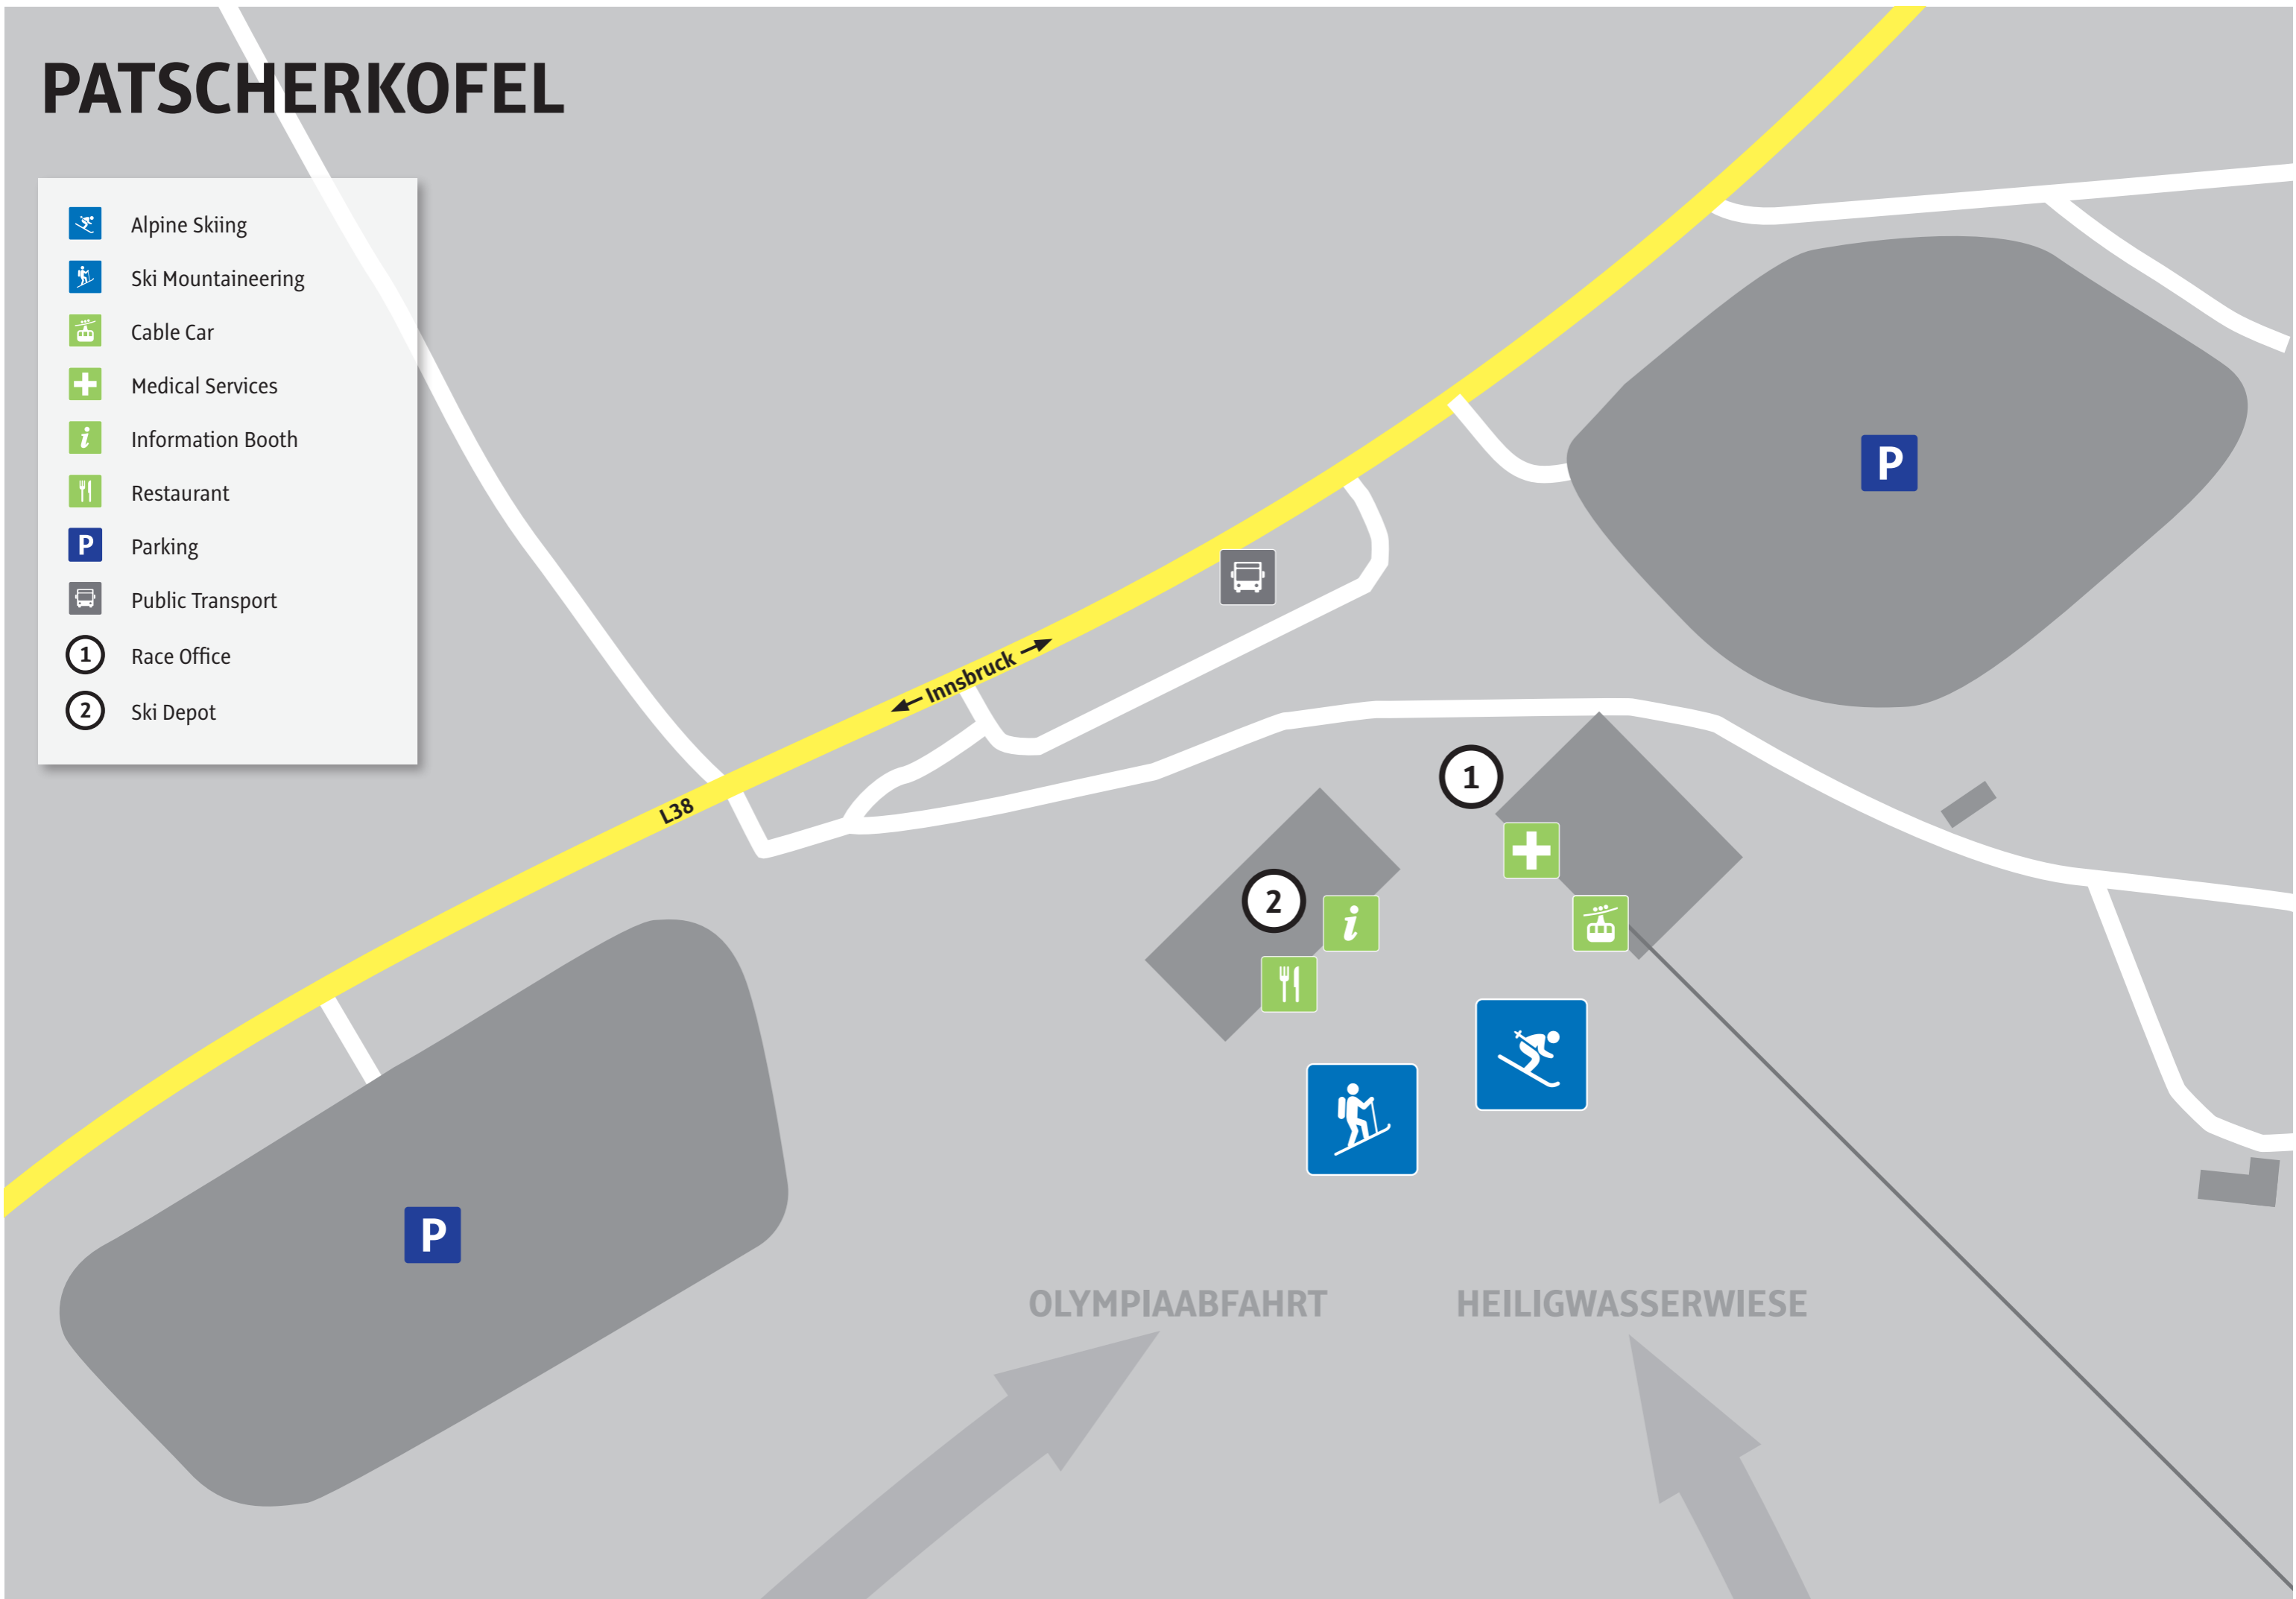 PATSCHERKOFEL
Alpine Skiing
Ski Mountaineering
Cable Car
Medical Services
i Information Booth
Restaurant
P Parking
Public Transport
1 Race Office
2 Ski Depot
P
Innsbruck
L38
1
2
i
P
OLYMPIAABFAHRT
HEILIGWASSERWIESE